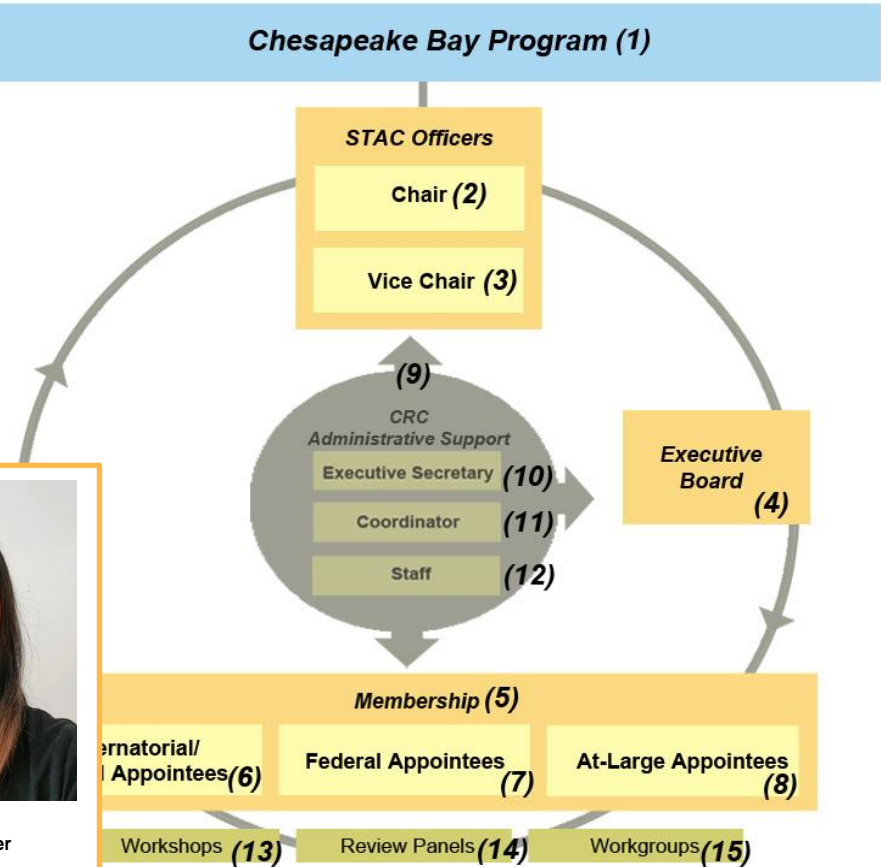 Chesapeake Bay Program (1)
STAC Officers
Chair (2)
Vice Chair (3)
(9)
CRC
Administrative Support
Executive Secretary (10)
Coordinator (11)
Staff (12)
Executive
Board
(4)
Membership (5)
ernatorial/
l Appointees (6)
Federal Appointees
(7)
At-Large Appointees
(8)
er
Workshops (13)
Review Panels (14)
Workgroups (15)